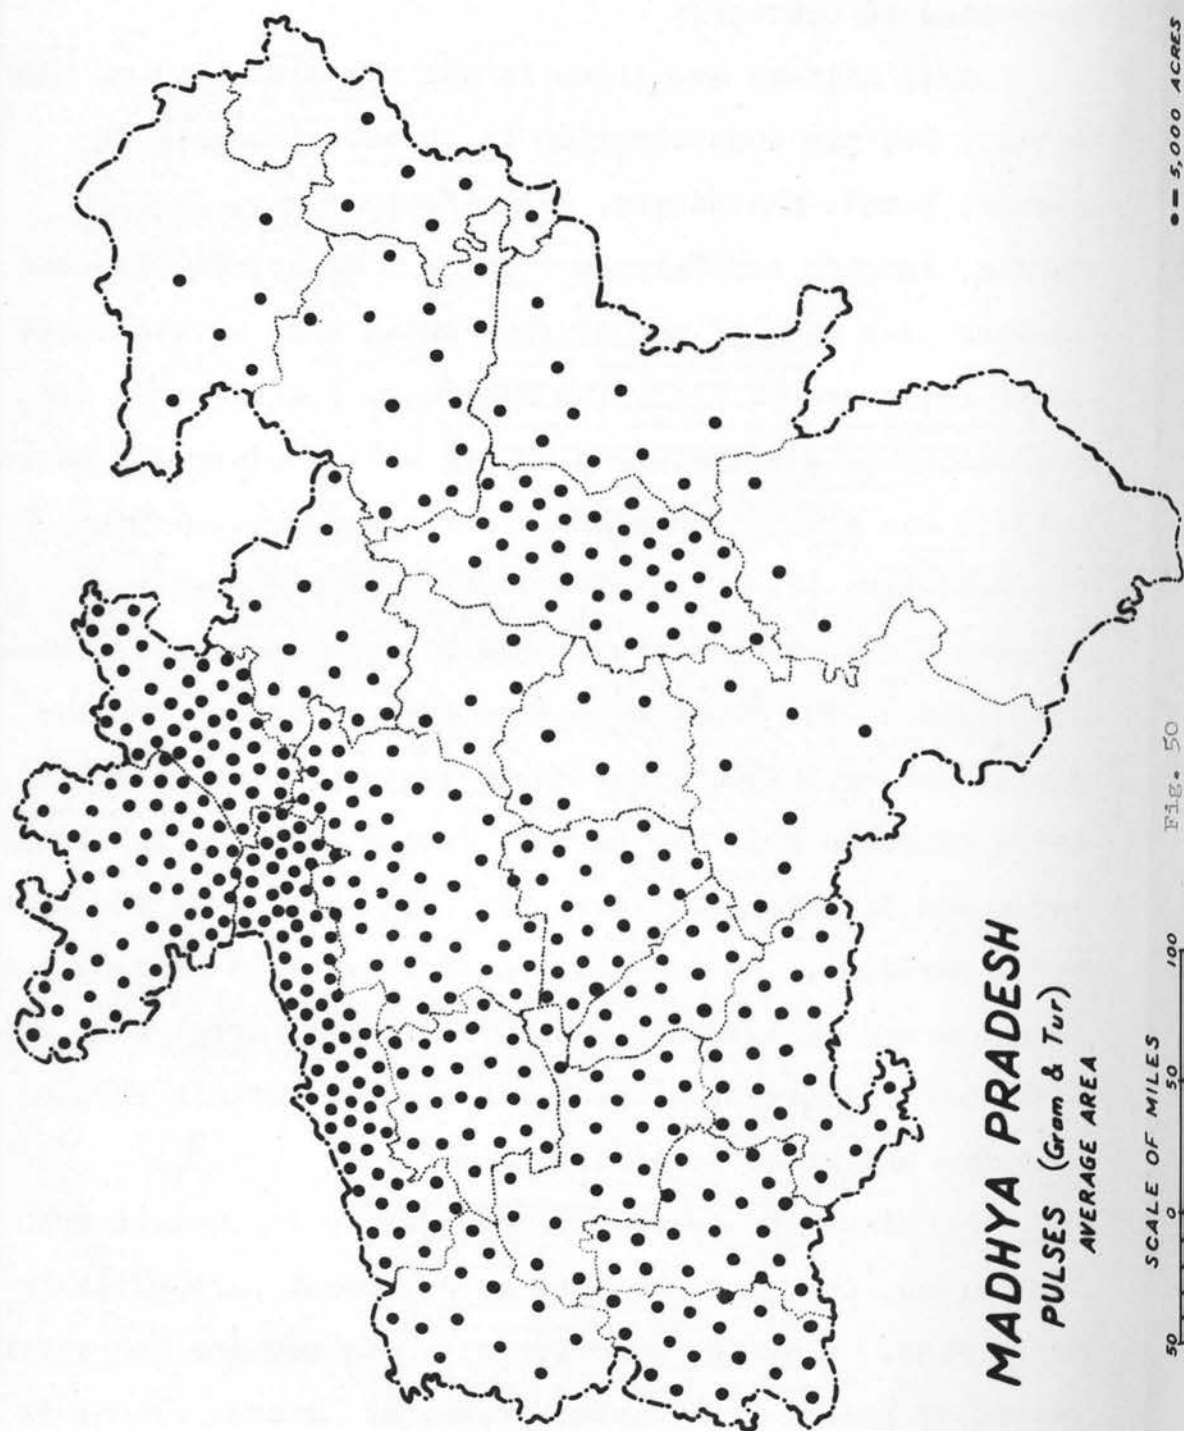 MADHYA PRADESH
PULSES (Gram & Tur)
AVERAGE AREA
SCALE OF MILES
50 0 50 100
Fig. 50
•= 5,000 ACRES